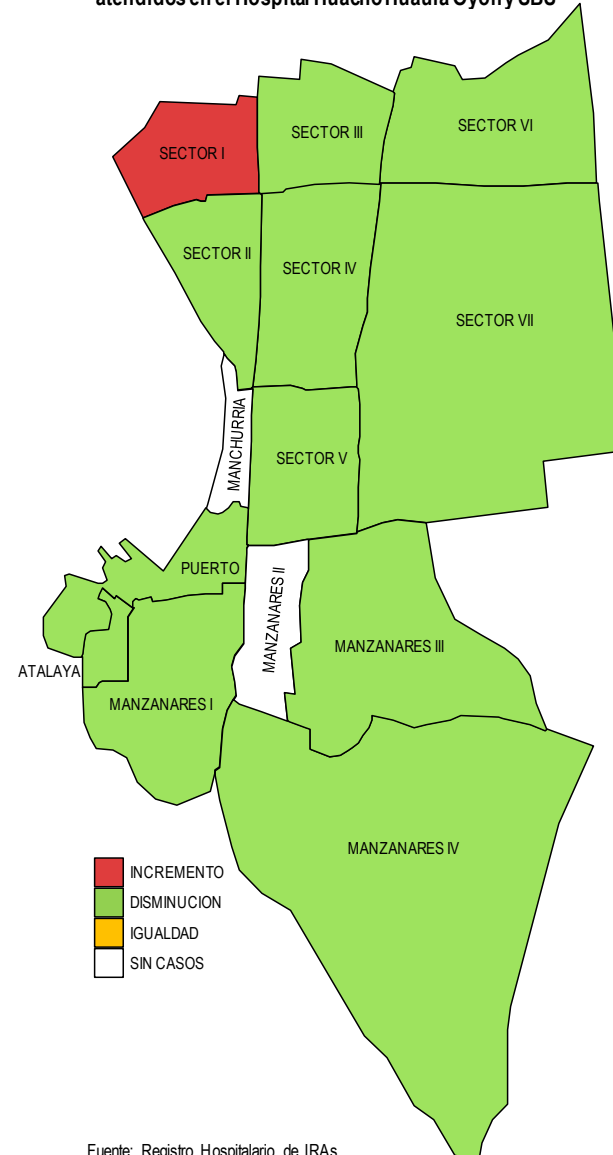 atendidos en el Hospital Huacho Huaura Oyon y SBS
SECTOR III
SECTOR VI
SECTOR I
SECTOR II
SECTOR IV
SECTOR VII
MANCHURRIA
SECTOR V
PUERTO
MANZANARES II
MANZANARES III
ATALAYA
MANZANARES I
MANZANARES IV
INCREMENTO
DISMINUCION
IGUALDAD
SIN CASOS
Fuente: Registro Hospitalario de IRAs